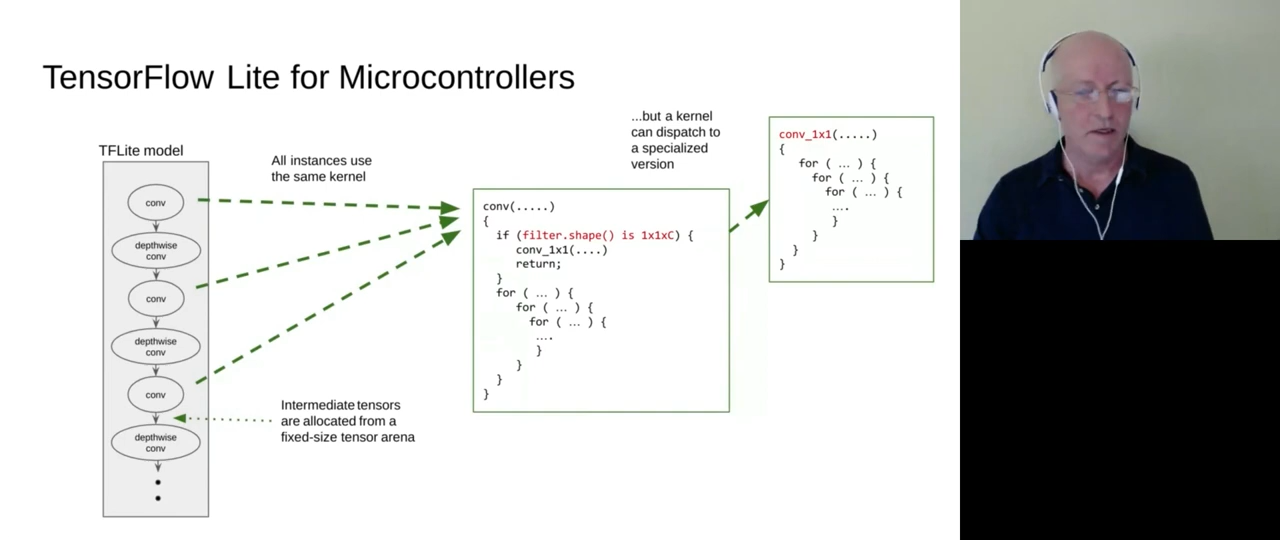 TensorFlow Lite for Microcontrollers
TFLite model
conv
depthwise
conv
conv
depthwise
conv
conv
depthwise
conv
All instances use
the same kernel
Intermediate tensors
are allocated from a
fixed-size tensor arena
conv(.....)
{
if (filter.shape() is 1x1xC) {
conv_1x1(....)
return;
}
for ( ... ) {
for ( ... ) {
for ( ... ) {
....
}
}
}
}
...but a kernel
can dispatch to
a specialized
version
conv_1x1(.....)
{
for ( ... ) {
for ( ... ) {
for ( ... ) {
....
}
}
}
}